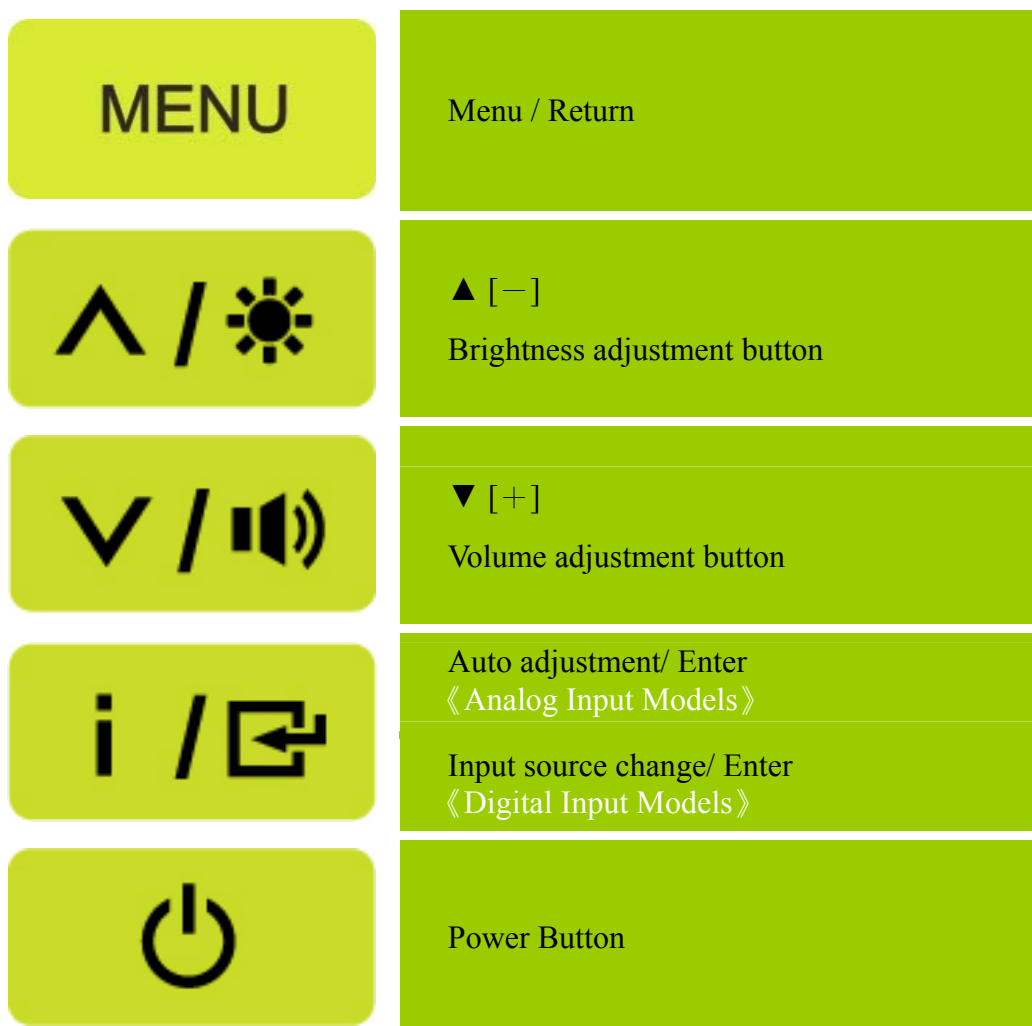 MENU
Menu / Return
∧ /
▲ [－]
Brightness adjustment button
∨ /
▼ [＋]
Volume adjustment button
i /
Auto adjustment/ Enter
《Analog Input Models》
Input source change/ Enter
《Digital Input Models》
Power Button